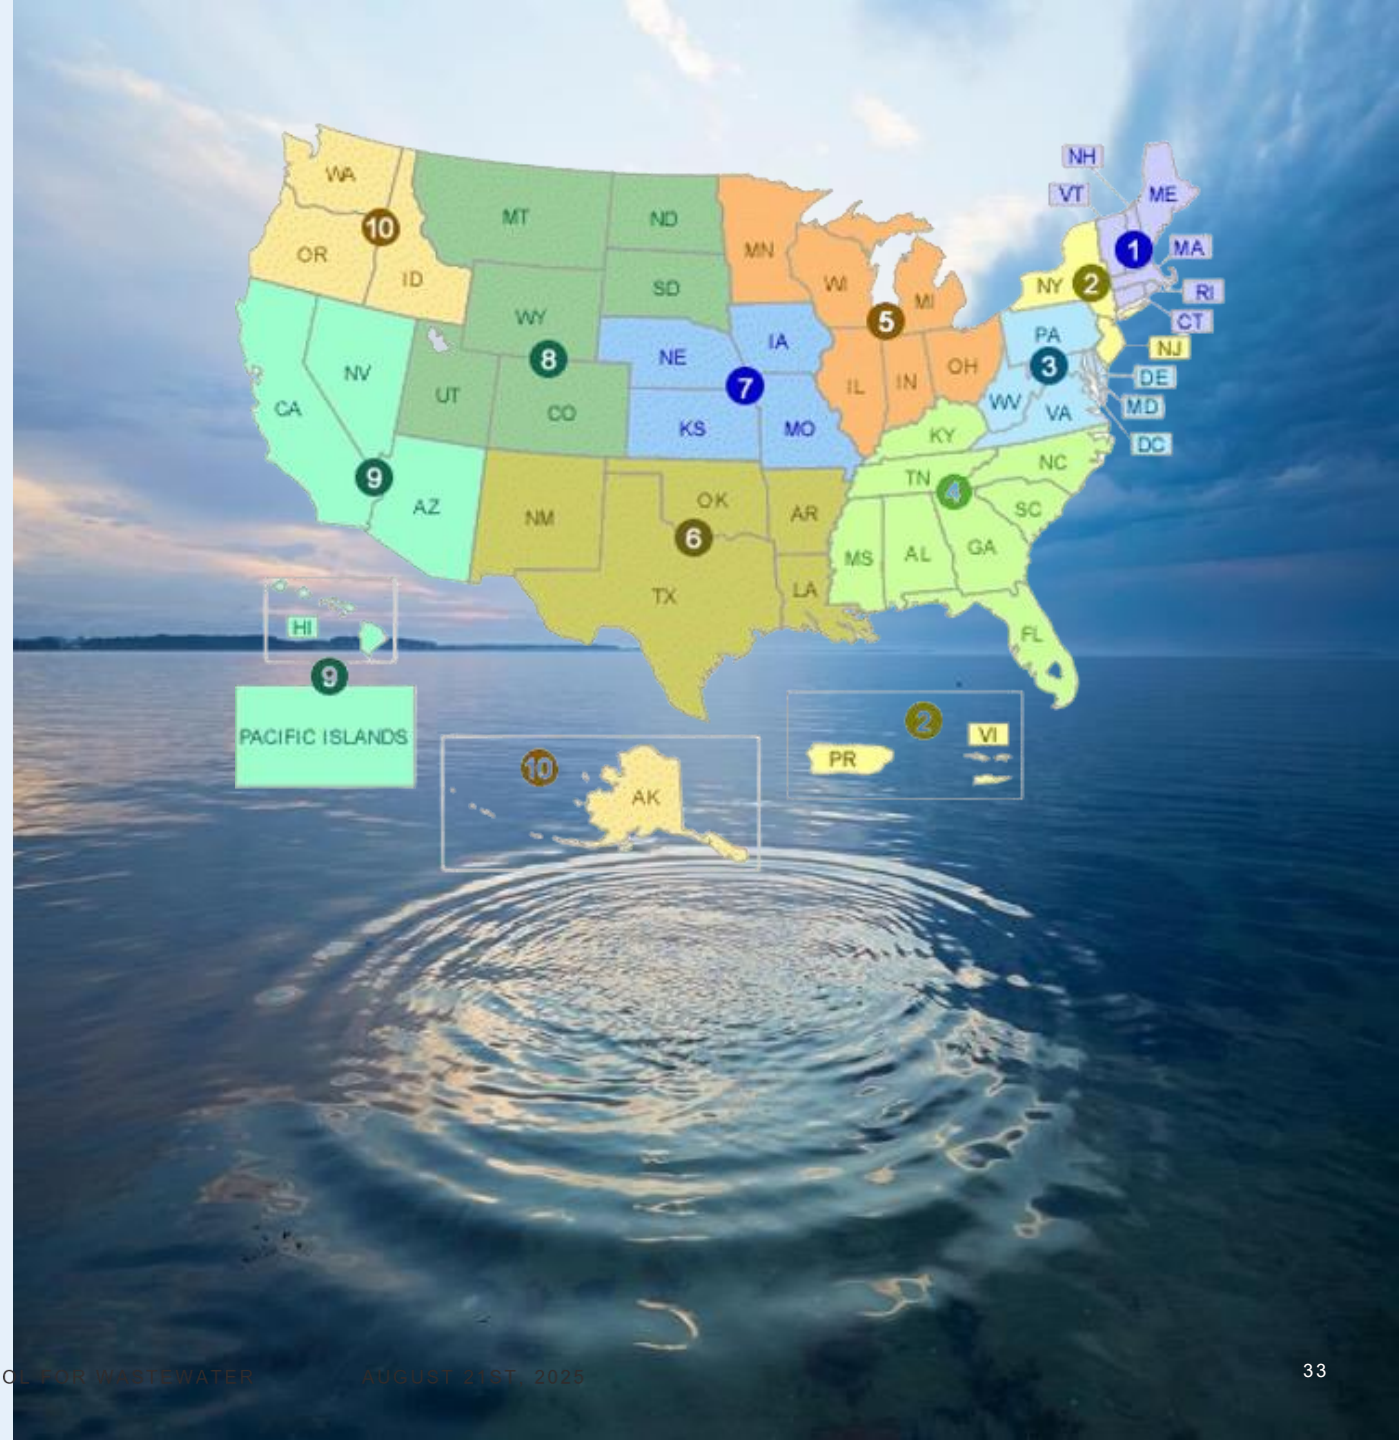 NH
VT
ME
WA
MT
ND
MN
10
1
MA
OR
ID
SD
WI
MI
NY
2
RI
WY
5
CT
PA
IA
NE
8
NJ
NV
3
DE
UT
7
IL
IN
OH
CA
CO
WV
VA
MD
KS
MO
KY
DC
9
TN
4
NC
AZ
NM
OK
AR
SC
6
MS
AL
GA
TX
LA
HI
FL
9
PACIFIC ISLANDS
2
VI
PR
10
AK
FOR WASTEWATER AUGUST 21ST, 2025
33